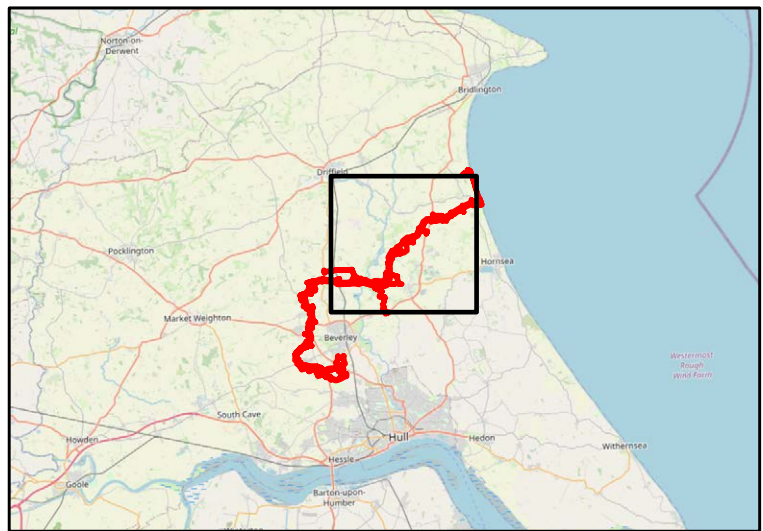 Norton-on-
Derwent
Bridlington
Driffield
Pocklington
Hornsea
Market Weighton
Beverley
Westermost
Rough
Wind Farm
South Cave
Howden
Hull
Hedon
Withernsea
Hessle
Goole
Barton-upon-
Humber